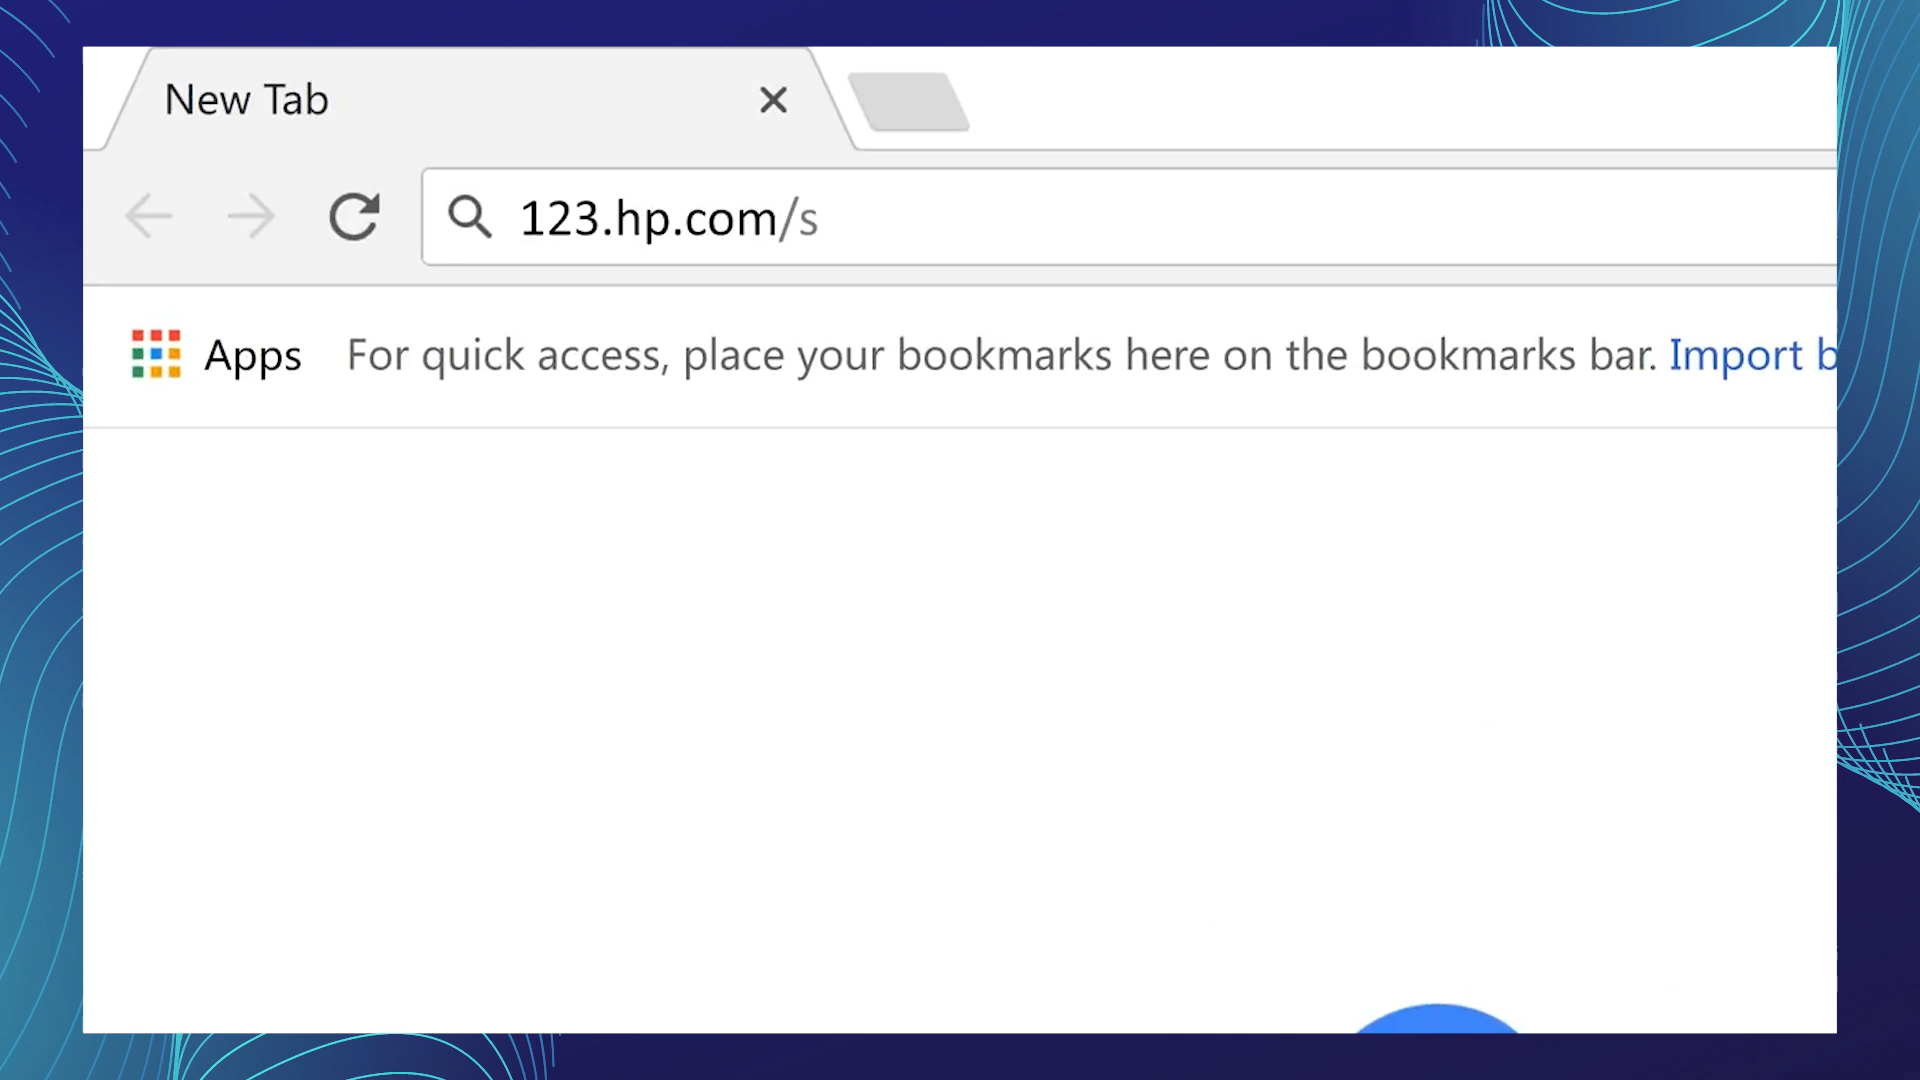 New Tab
123.hp.com/s
Apps For quick access, place your bookmarks here on the bookmarks bar. Import b